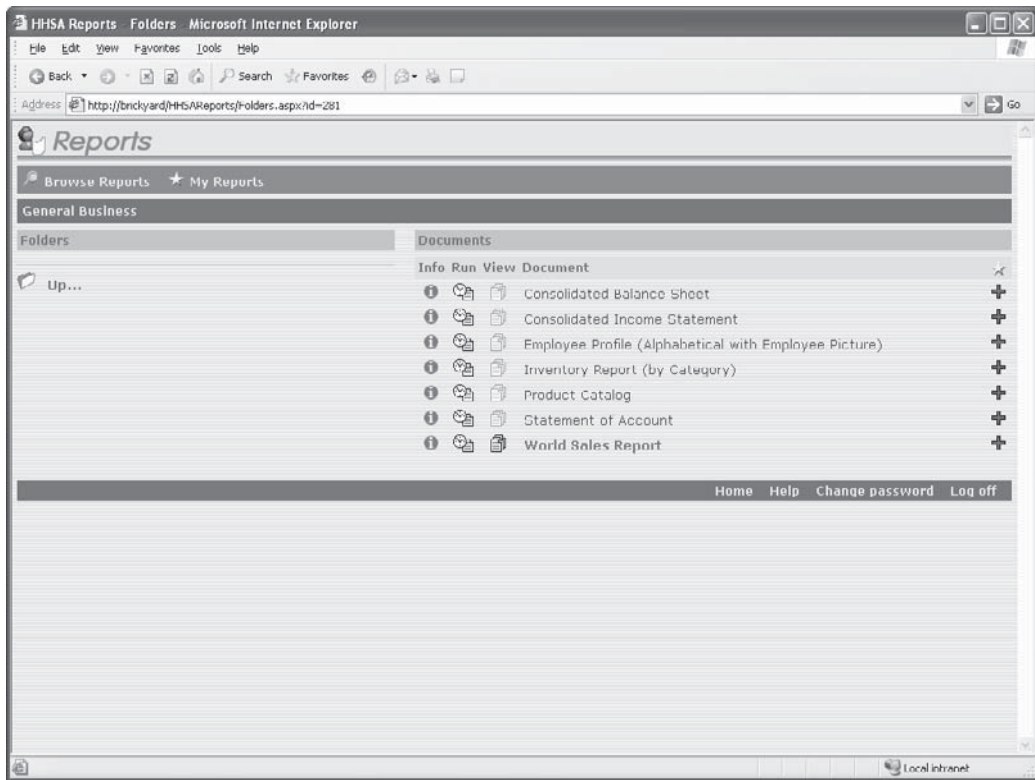 HHSA Reports - Folders - Microsoft Internet Explorer
File Edit View Favorites Tools Help
Back Search Favorites
Address http://brickyard/HHSAReports/Folders.aspx?id=281 Go
Reports
Browse Reports My Reports
General Business
Folders
Documents
Up...
Info Run View Document
Consolidated Balance Sheet
Consolidated Income Statement
Employee Profile (Alphabetical with Employee Picture)
Inventory Report (by Category)
Product Catalog
Statement of Account
World Sales Report
Home Help Change password Log off
Local intranet